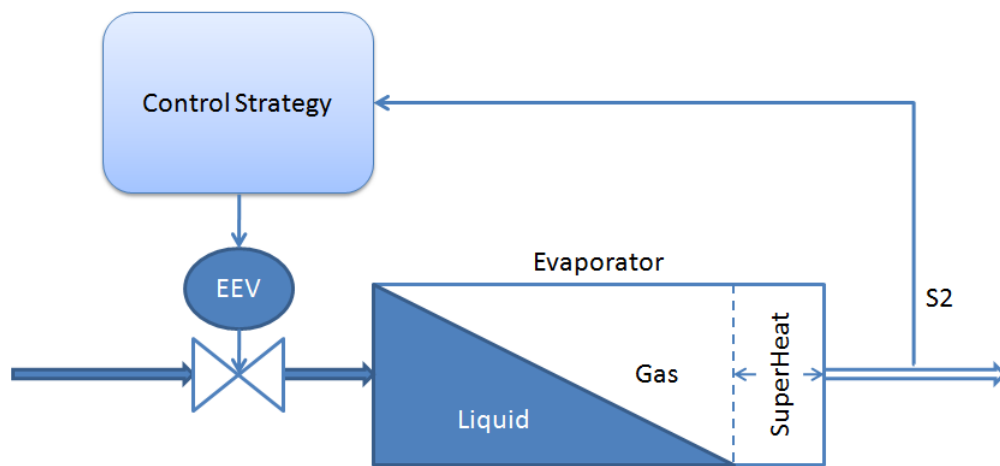 Control Strategy
EEV
Evaporator
S2
Gas
SuperHeat
Liquid